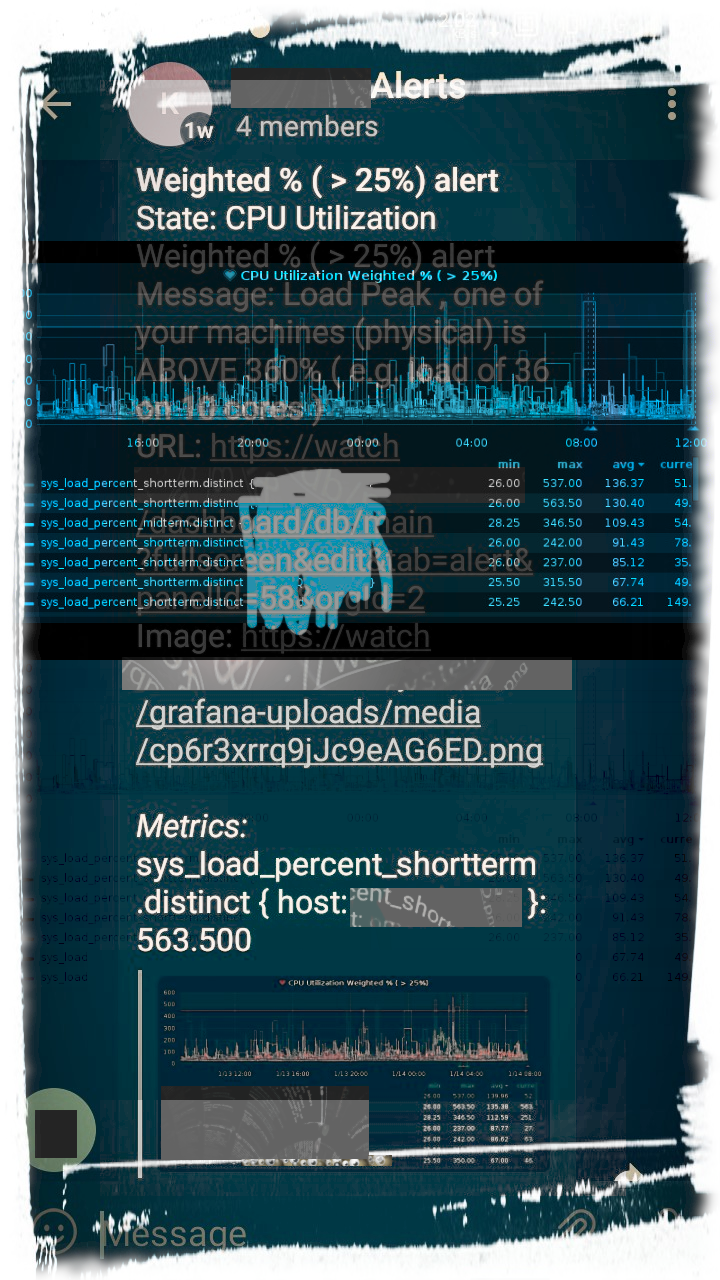 K
Alerts
1w
4 members
Weighted % ( > 25%) alert
State: CPU Utilization
Weighted % ( > 25%) alert
CPU Utilization Weighted % ( > 25%)
Message: Load Peak , one of
your machines (physical) is
ABOVE 360% ( e.g. load of 36
on 10 cores )
16:00 20:00 00:00 04:00 08:00 12:00
URL: https://watch
min max avg curre
sys_load_percent_shortterm.distinct { 26.00 537.00 136.37 51.
sys_load_percent_shortterm.distinct 26.00 563.50 130.40 49.
sys_load_percent_midterm.distinct 28.25 346.50 109.43 54.
/dashboard/db/main
sys_load_percent_shortterm.distinct 26.00 242.00 91.43 78.
sys_load_percent_shortterm.distinct 26.00 237.00 85.12 35.
?fullscreen&edit&tab=alert&
sys_load_percent_shortterm.distinct } 25.50 315.50 67.74 49.
sys_load_percent_shortterm.distinct 25.25 242.50 66.21 149.
panelId=58&orgId=2
Image: https://watch
/grafana-uploads/media
/cp6r3xrrq9jJc9eAG6ED.png
Metrics:
sys_load_percent_shortterm
.distinct { host: }:
563.500
CPU Utilization Weighted % ( > 25%)
600
500
400
300
200
100
0
1/13 12:00 1/13 16:00 1/13 20:00 1/14 00:00 1/14 04:00 1/14 08:00
min max avg curre
26.00 537.00 139.96 52.
26.00 563.50 135.38 563.
28.25 346.50 112.59 251.
26.00 237.00 87.77 27.
26.00 242.00 86.62
25.50 350.00 67.00 46.
Message